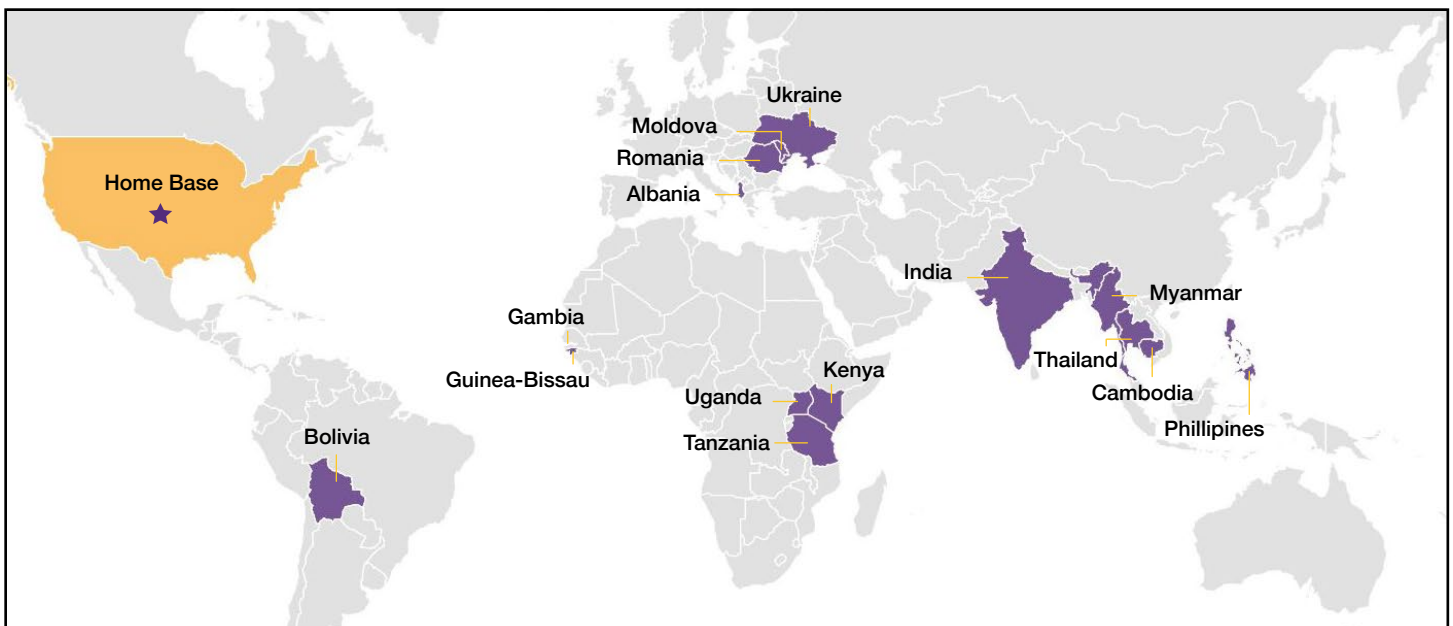 Ukraine
Moldova
Romania
Albania
Home Base
India
Myanmar
Gambia
Thailand
Guinea-Bissau
Kenya
Uganda
Cambodia
Phillipines
Bolivia
Tanzania